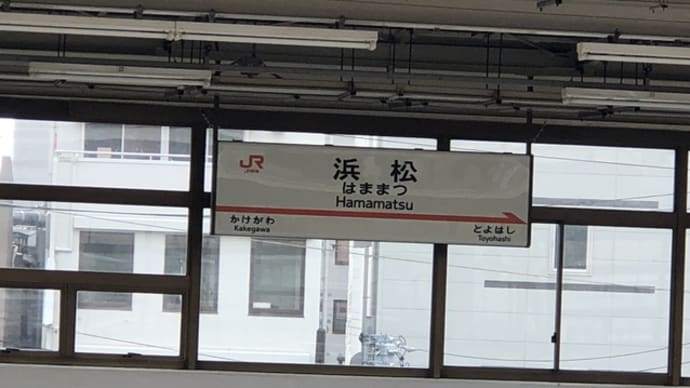 JR
浜松
はままつ
Hamamatsu
かけがわ
Kakegawa
とよはし
Toyohashi